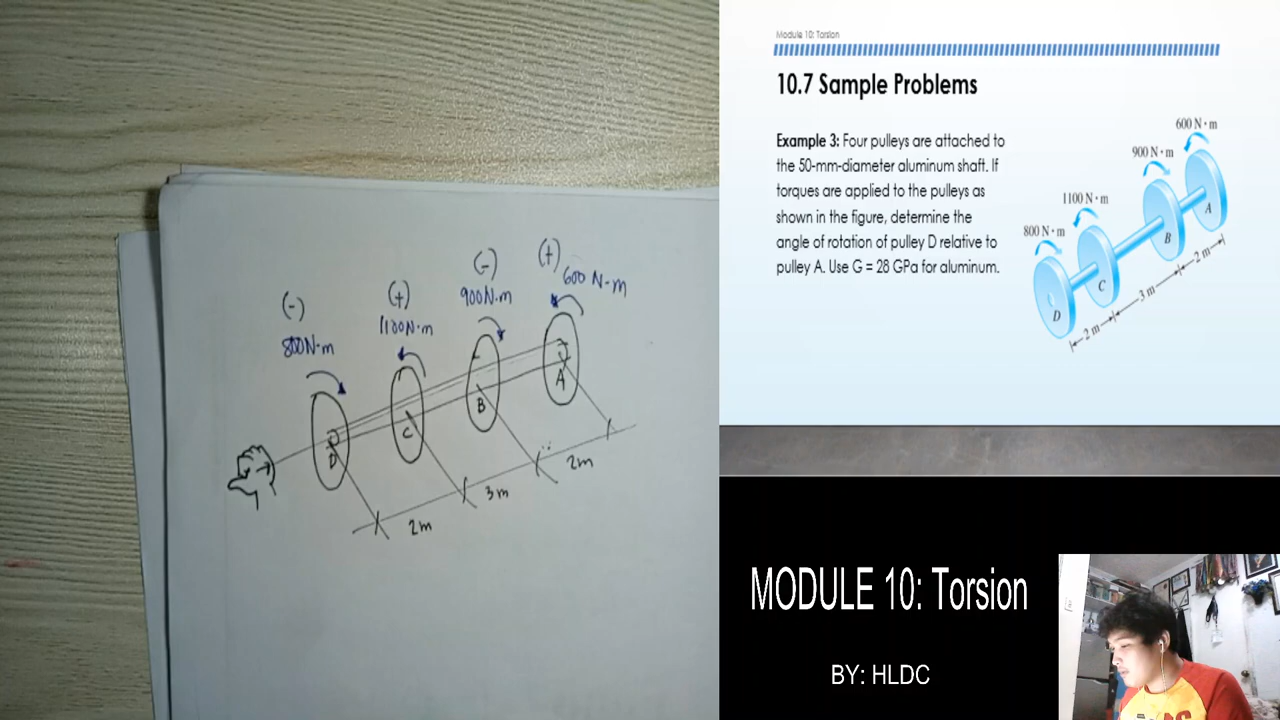 (-)
800N·m
(+)
1100N·m
(-)
900N·m
(+)
600 N-m
D
C
B
A
2m
3m
2m
Module 10: Torsion
10.7 Sample Problems
Example 3: Four pulleys are attached to
the 50-mm-diameter aluminum shaft. If
torques are applied to the pulleys as
shown in the figure, determine the
angle of rotation of pulley D relative to
pulley A. Use G = 28 GPa for aluminum.
600 N·m
900 N·m
1100 N·m
800 N·m
A
B
C
D
2 m
3 m
2 m
MODULE 10: Torsion
BY: HLDC